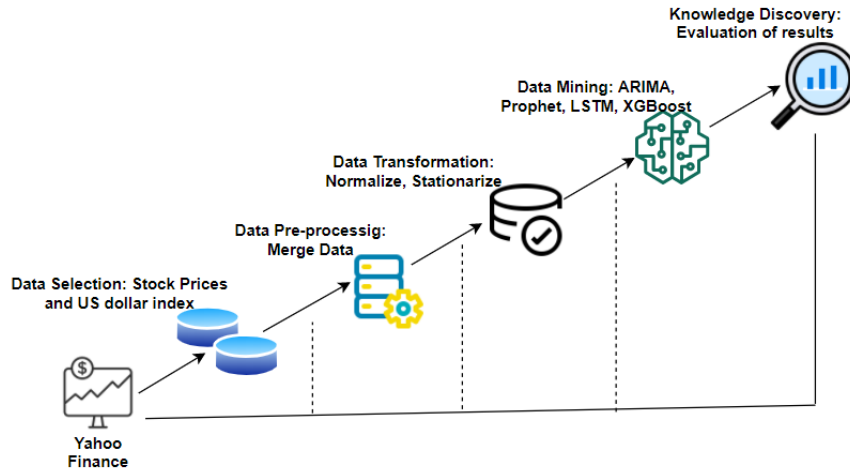 Knowledge Discovery:
Evaluation of results
Data Mining: ARIMA,
Prophet, LSTM, XGBoost
Data Transformation:
Normalize, Stationarize
Data Pre-processig:
Merge Data
Data Selection: Stock Prices
and US dollar index
$
Yahoo
Finance